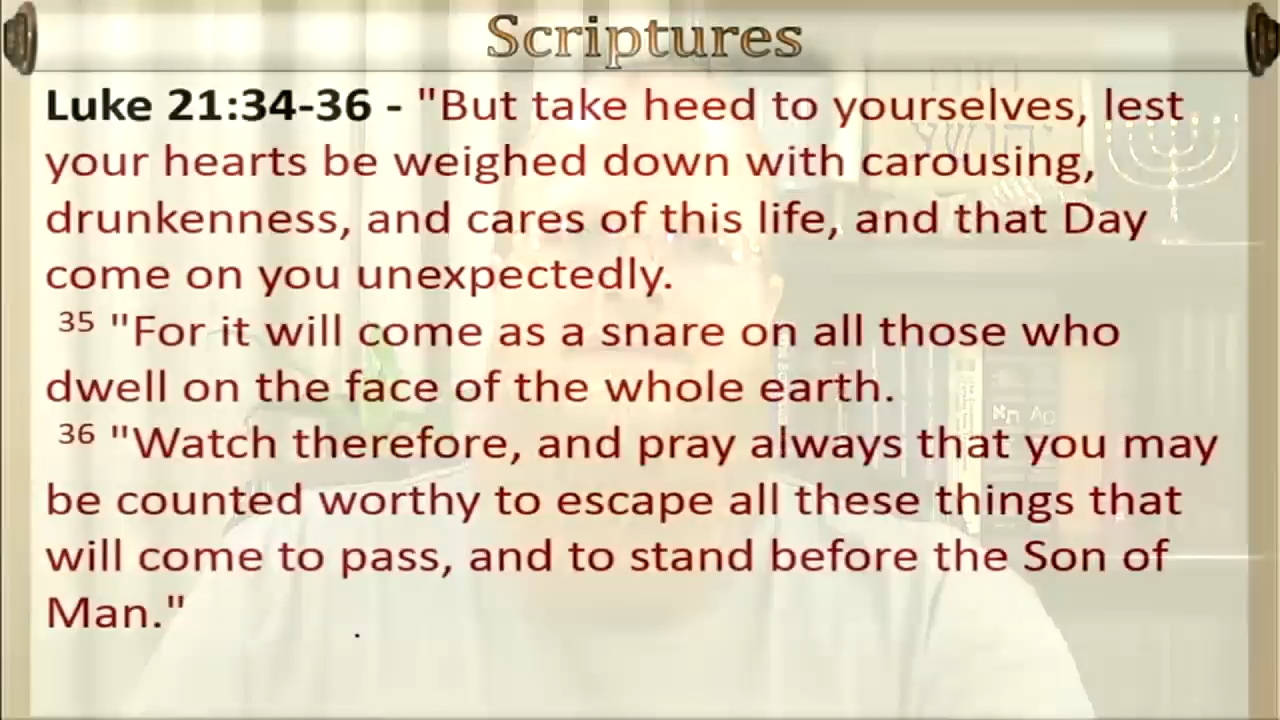 Scriptures
Luke 21:34-36 - "But take heed to yourselves, lest
your hearts be weighed down with carousing,
drunkenness, and cares of this life, and that Day
come on you unexpectedly.
35 "For it will come as a snare on all those who
dwell on the face of the whole earth.
36 "Watch therefore, and pray always that you may
be counted worthy to escape all these things that
will come to pass, and to stand before the Son of
Man."